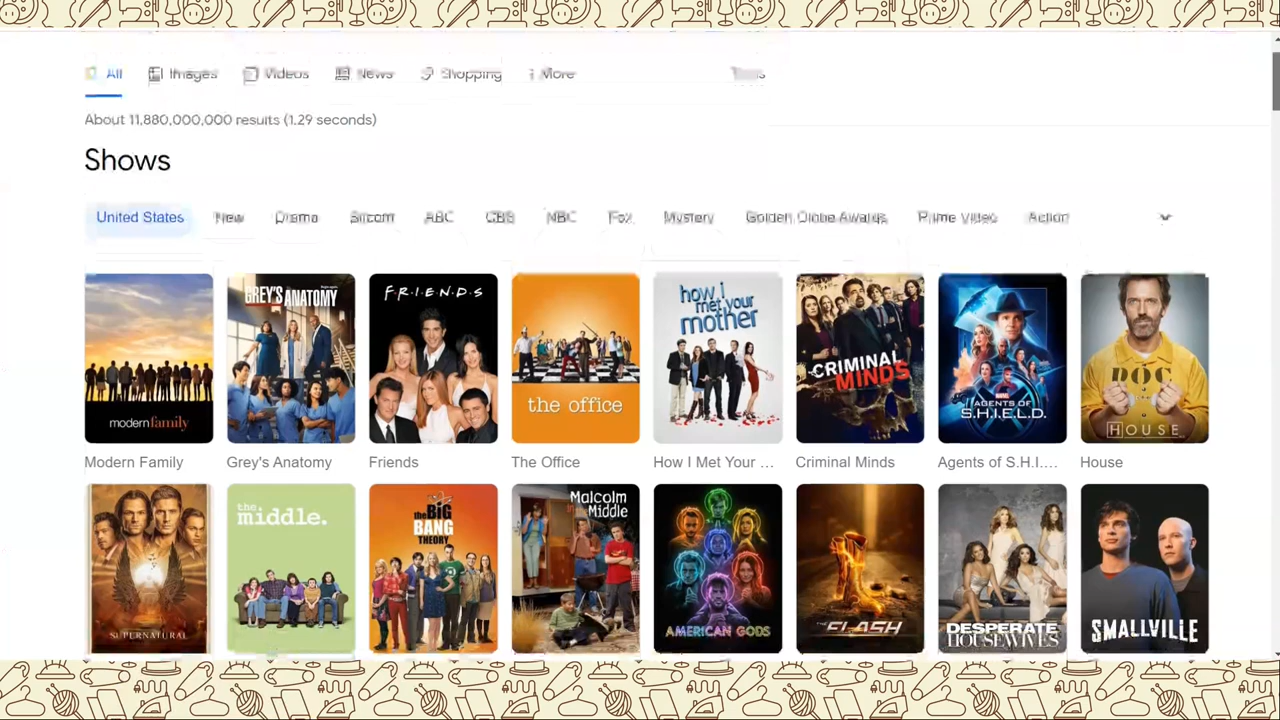 All Images Videos News Shopping More Tools
About 11,880,000,000 results (1.29 seconds)
Shows
United States New Drama Sitcom ABC CBS NBC Fox Mystery Golden Globe Awards Prime Video Action
modern family
GREY'S ANATOMY
F·R·I·E·N·D·S
the office
how i met your mother
CRIMINAL MINDS
MARVEL
AGENTS OF
S.H.I.E.L.D.
DOC
HOUSE
Modern Family Grey's Anatomy Friends The Office How I Met Your ... Criminal Minds Agents of S.H.I.... House
SUPERNATURAL
the middle.
the BIG BANG THEORY
Malcolm in the Middle
AMERICAN GODS
THE FLASH
DESPERATE HOUSEWIVES
SMALLVILLE